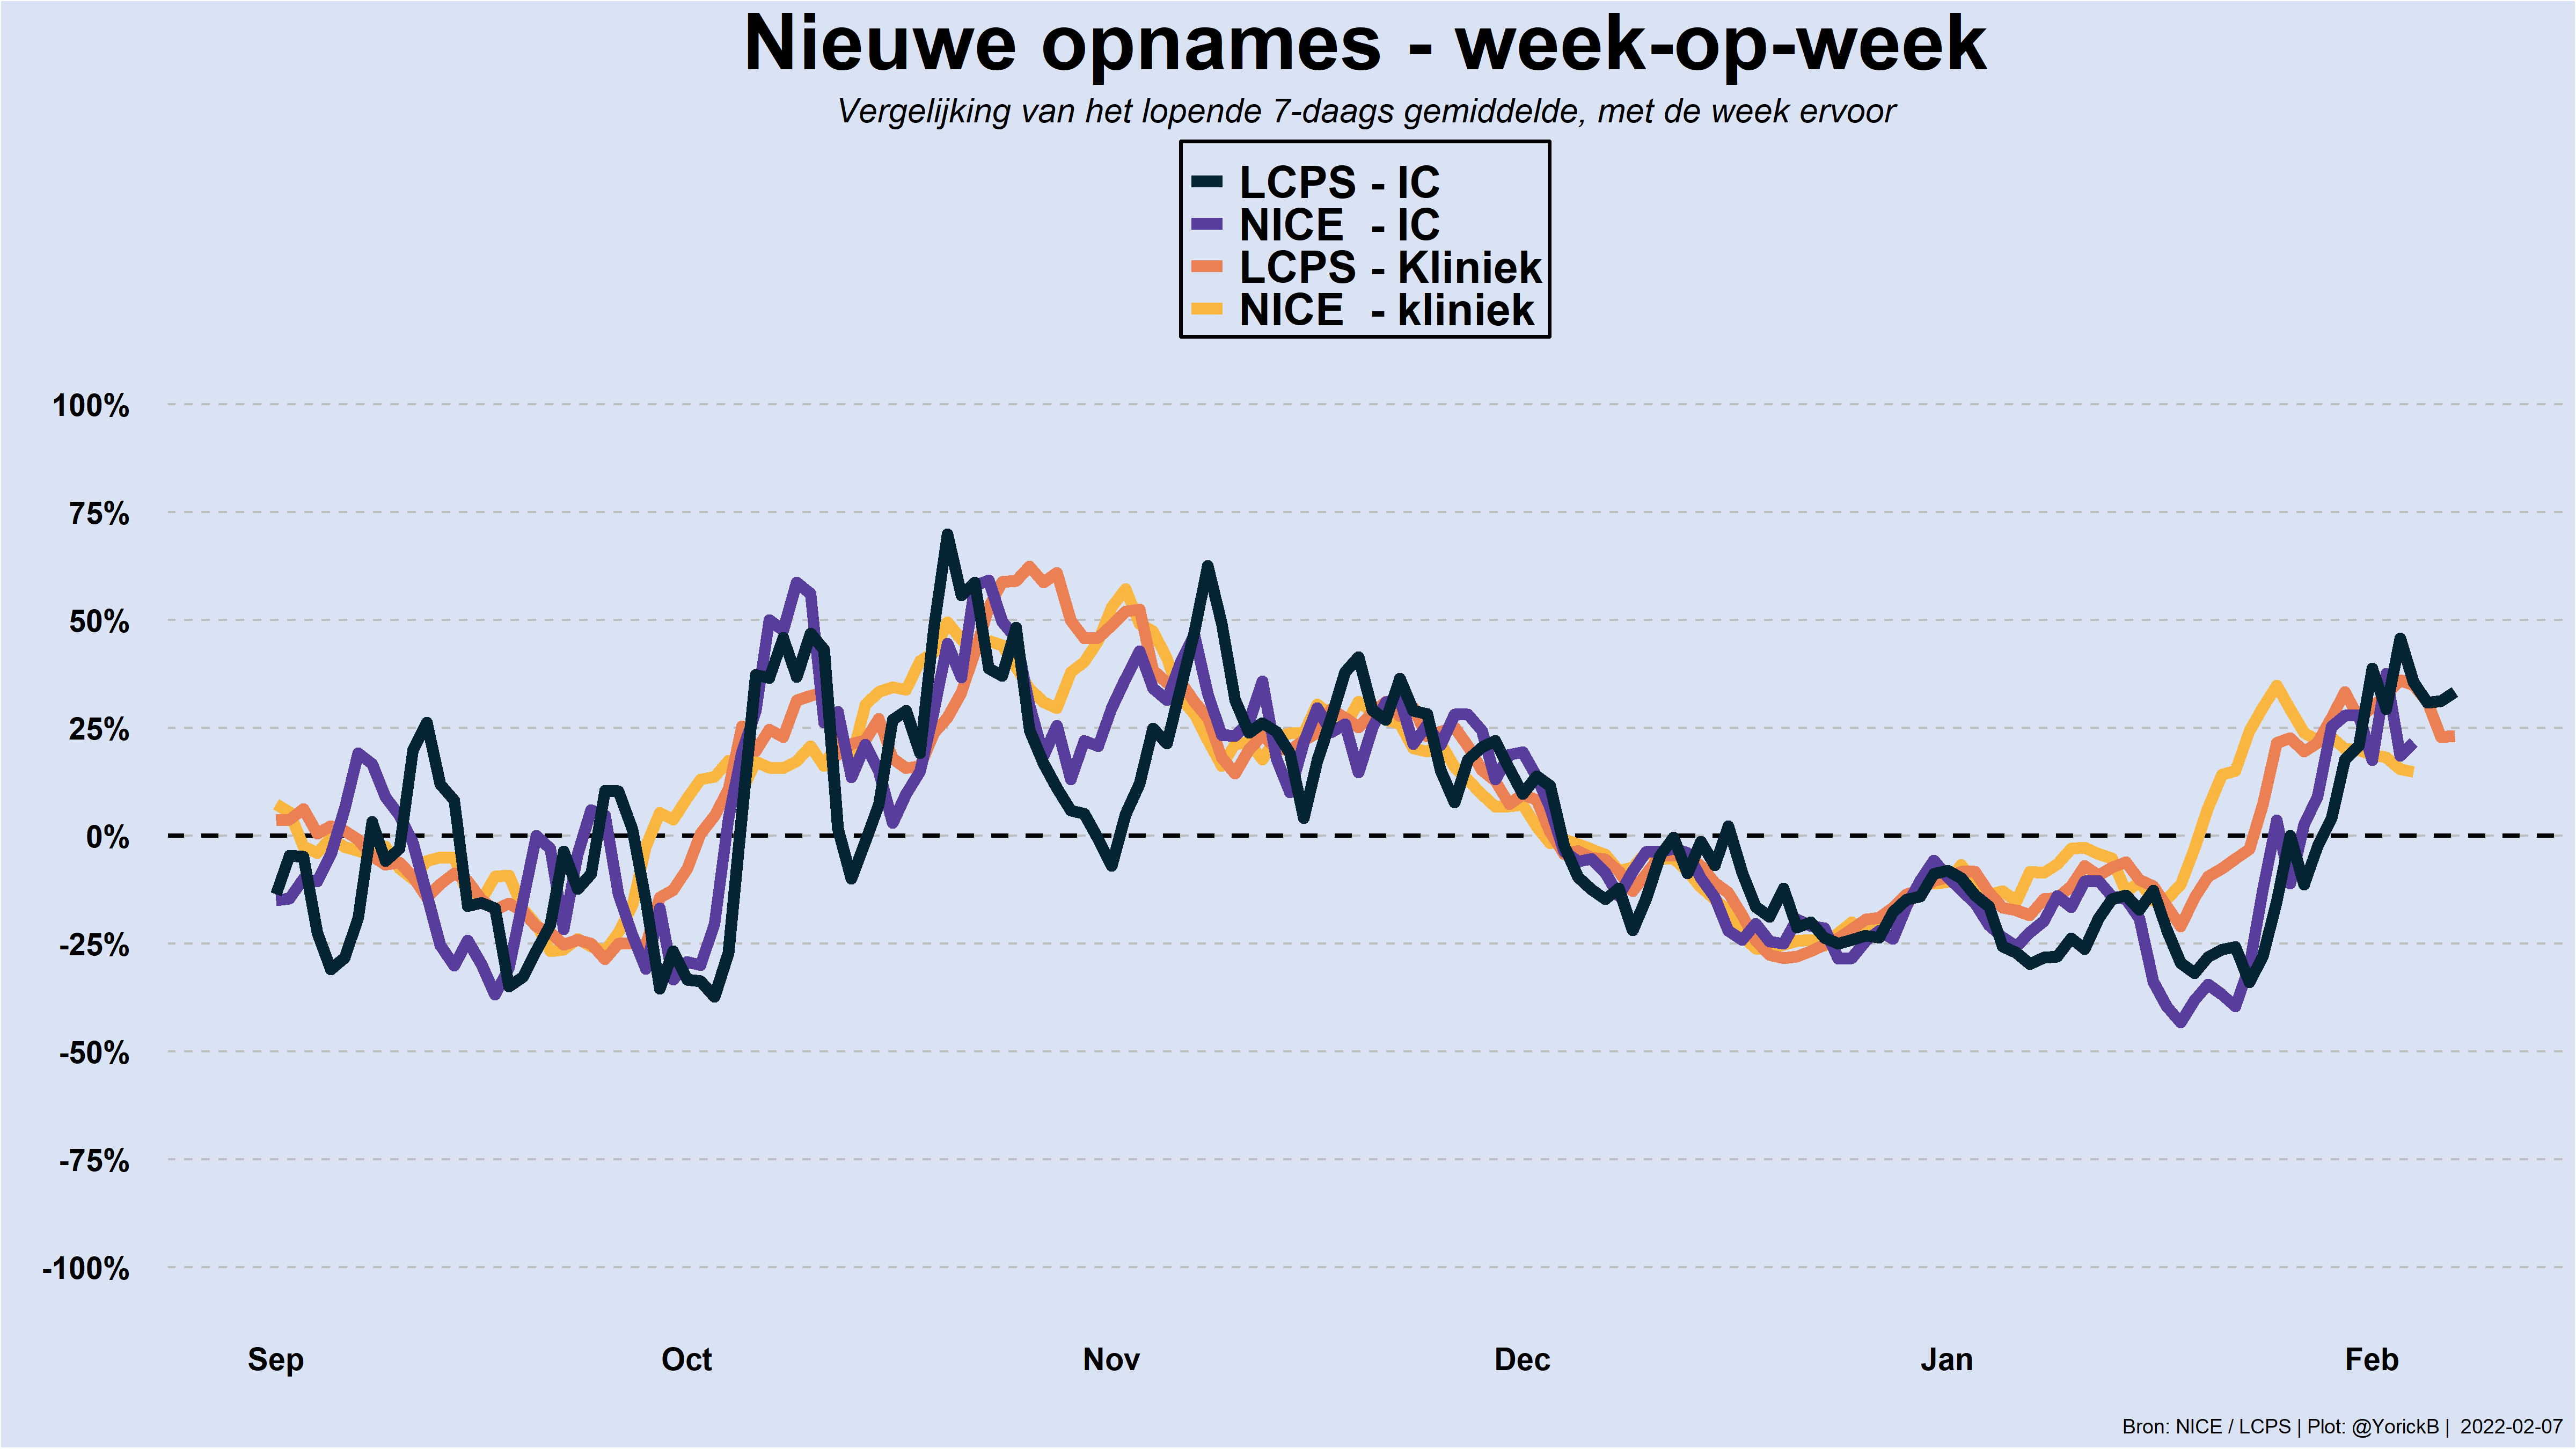 Nieuwe opnames - week-op-week
Vergelijking van het lopende 7-daags gemiddelde, met de week ervoor
LCPS - IC
NICE - IC
LCPS - Kliniek
NICE - kliniek
100%
75%
50%
25%
0%
-25%
-50%
-75%
-100%
Sep Oct Nov Dec Jan Feb
Bron: NICE / LCPS | Plot: @YorickB | 2022-02-07